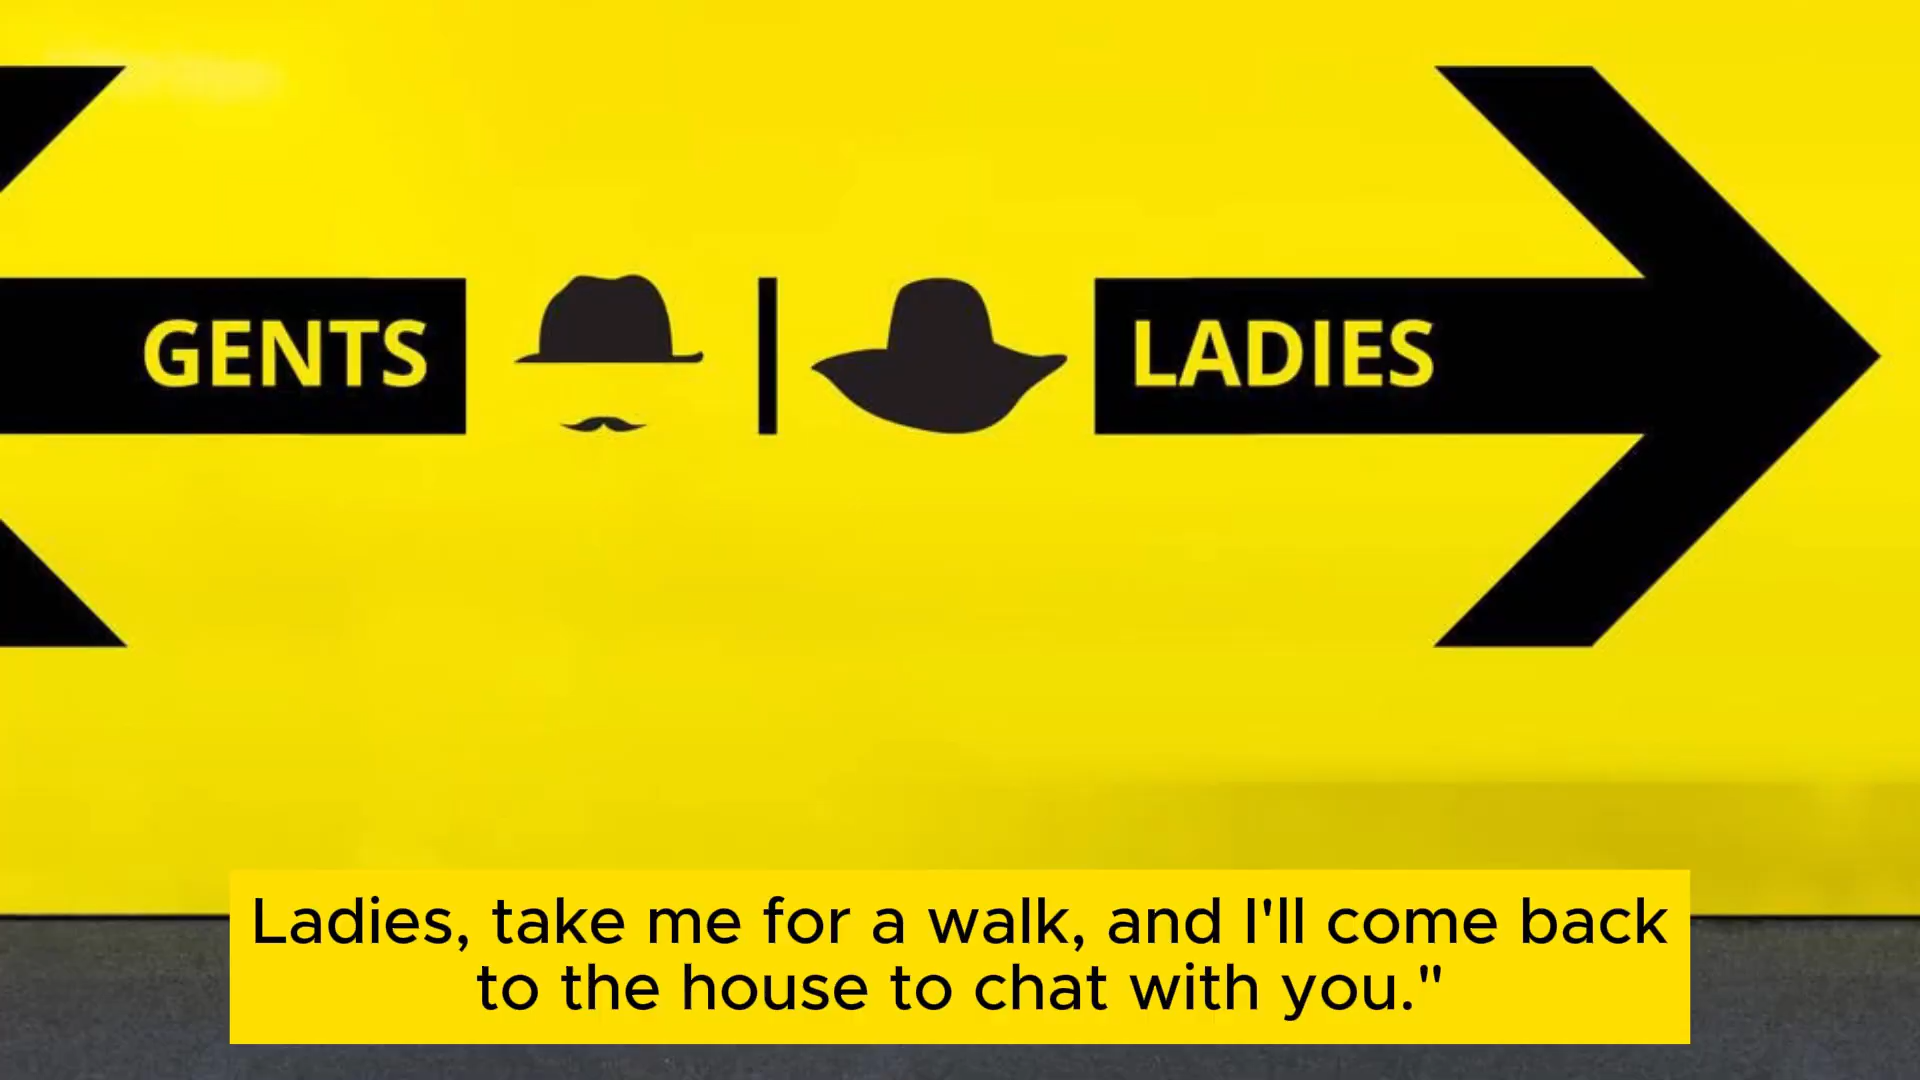 GENTS
LADIES
Ladies, take me for a walk, and I'll come back
to the house to chat with you."